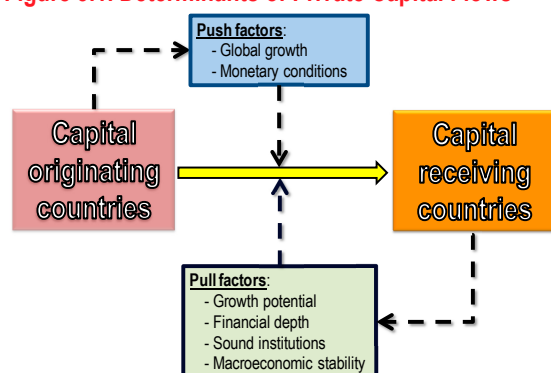 Push factors:
- Global growth
- Monetary conditions
Capital
originating
countries
Capital
receiving
countries
Pull factors:
- Growth potential
- Financial depth
- Sound institutions
- Macroeconomic stability